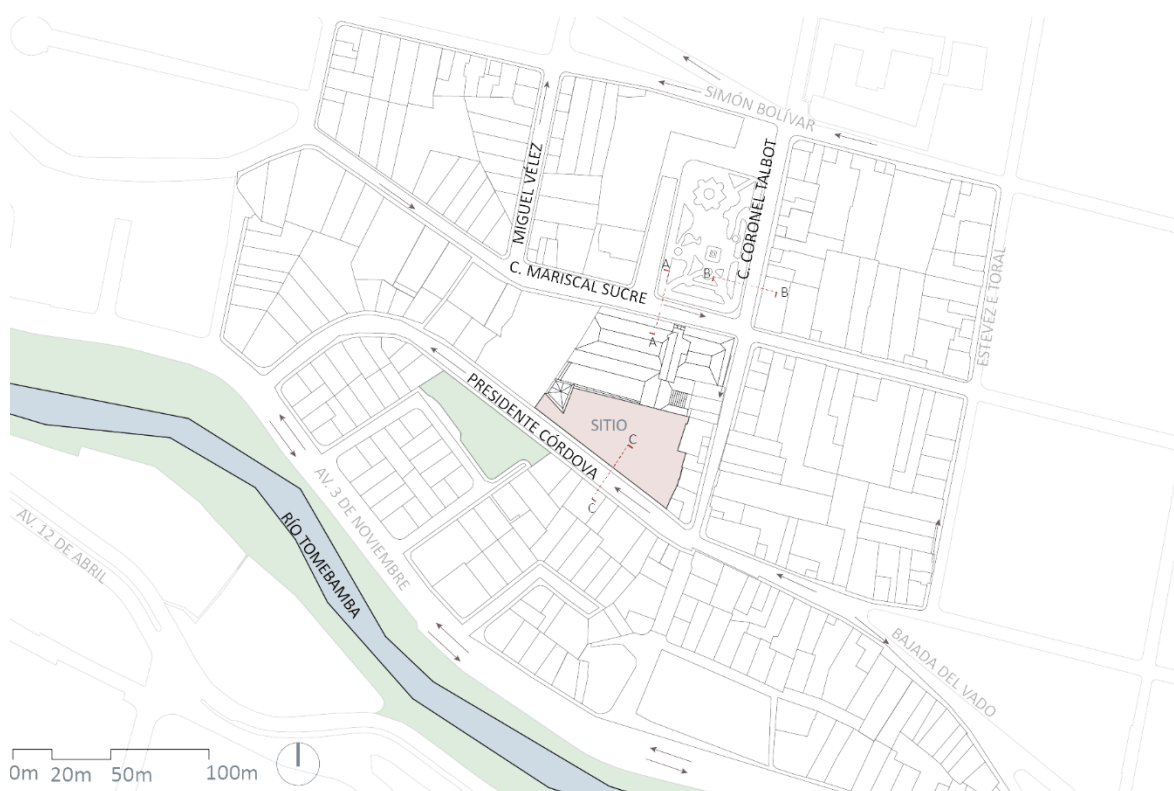 SIMÓN BOLÍVAR
MIGUEL VÉLEZ
C. CORONEL TALBOT
ESTEVEZ E TORAL
A
B
B
C. MARISCAL SUCRE
A
PRESIDENTE CÓRDOVA
SITIO
C
C
AV. 3 DE NOVIEMBRE
AV. 12 DE ABRIL
RÍO TOMEBAMBA
BAJADA DEL VADO
0m 20m 50m 100m